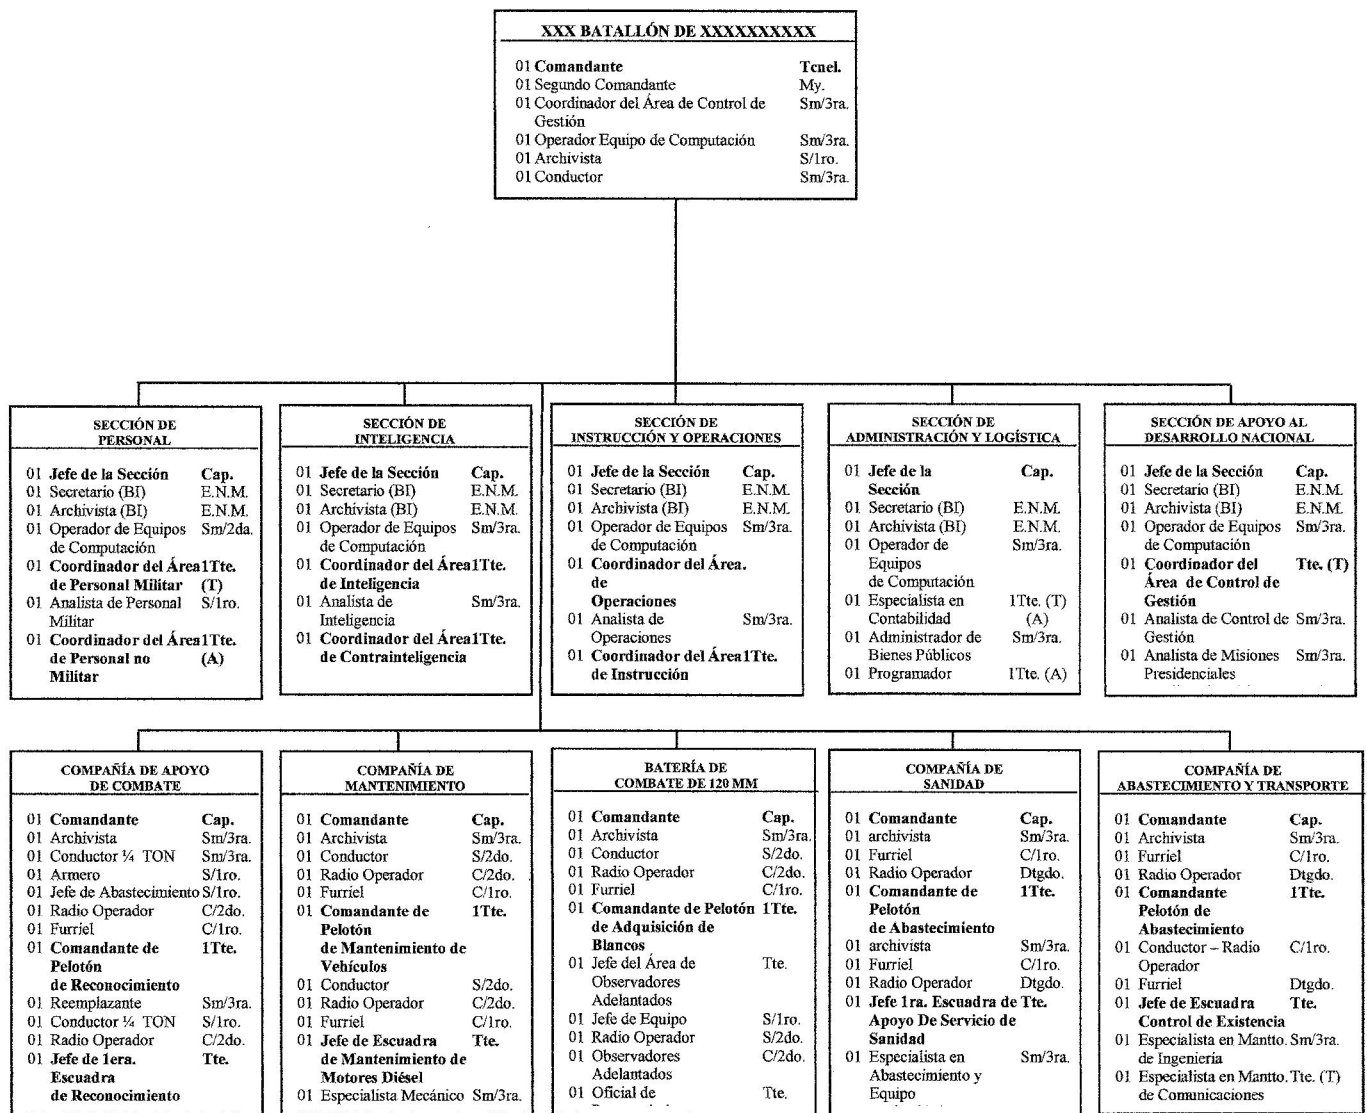 XXX BATALLÓN DE XXXXXXXXXX
01 Comandante Tcnel.
01 Segundo Comandante My.
01 Coordinador del Área de Control de Sm/3ra.
Gestión
01 Operador Equipo de Computación Sm/3ra.
01 Archivista S/1ro.
01 Conductor Sm/3ra.
SECCIÓN DE
PERSONAL
01 Jefe de la Sección Cap.
01 Secretario (BI) E.N.M.
01 Archivista (BI) E.N.M.
01 Operador de Equipos Sm/2da.
de Computación
01 Coordinador del Área 1Tte.
de Personal Militar (T)
01 Analista de Personal S/1ro.
Militar
01 Coordinador del Área 1Tte.
de Personal no (A)
Militar
SECCIÓN DE
INTELIGENCIA
01 Jefe de la Sección Cap.
01 Secretario (BI) E.N.M.
01 Archivista (BI) E.N.M.
01 Operador de Equipos Sm/3ra.
de Computación
01 Coordinador del Área 1Tte.
de Inteligencia
01 Analista de Sm/3ra.
Inteligencia
01 Coordinador del Área 1Tte.
de Contrainteligencia
SECCIÓN DE
INSTRUCCIÓN Y OPERACIONES
01 Jefe de la Sección Cap.
01 Secretario (BI) E.N.M.
01 Archivista (BI) E.N.M.
01 Operador de Equipos Sm/3ra.
de Computación
01 Coordinador del Área.
de
Operaciones
01 Analista de Sm/3ra.
Operaciones
01 Coordinador del Área 1Tte.
de Instrucción
SECCIÓN DE
ADMINISTRACIÓN Y LOGÍSTICA
01 Jefe de la Cap.
Sección
01 Secretario (BI) E.N.M.
01 Archivista (BI) E.N.M.
01 Operador de Sm/3ra.
Equipos
de Computación
01 Especialista en 1Tte. (T)
Contabilidad (A)
01 Administrador de Sm/3ra.
Bienes Públicos
01 Programador 1Tte. (A)
SECCIÓN DE APOYO AL
DESARROLLO NACIONAL
01 Jefe de la Sección Cap.
01 Secretario (BI) E.N.M.
01 Archivista (BI) E.N.M.
01 Operador de Equipos Sm/3ra.
de Computación
01 Coordinador del Tte. (T)
Área de Control de
Gestión
01 Analista de Control de Sm/3ra.
Gestión
01 Analista de Misiones Sm/3ra.
Presidenciales
COMPAÑÍA DE APOYO
DE COMBATE
01 Comandante Cap.
01 Archivista Sm/3ra.
01 Conductor ¼ TON Sm/3ra.
01 Armero S/1ro.
01 Jefe de Abastecimiento S/1ro.
01 Radio Operador C/2do.
01 Furriel C/1ro.
01 Comandante de 1Tte.
Pelotón
de Reconocimiento
01 Reemplazante Sm/3ra.
01 Conductor ¼ TON S/1ro.
01 Radio Operador C/2do.
01 Jefe de 1era. Tte.
Escuadra
de Reconocimiento
COMPAÑÍA DE
MANTENIMIENTO
01 Comandante Cap.
01 Archivista Sm/3ra.
01 Conductor S/2do.
01 Radio Operador C/2do.
01 Furriel C/1ro.
01 Comandante de 1Tte.
Pelotón
de Mantenimiento de
Vehículos
01 Conductor S/2do.
01 Radio Operador C/2do.
01 Furriel C/1ro.
01 Jefe de Escuadra Tte.
de Mantenimiento de
Motores Diésel
01 Especialista Mecánico Sm/3ra.
BATERÍA DE
COMBATE DE 120 MM
01 Comandante Cap.
01 Archivista Sm/3ra.
01 Conductor S/2do.
01 Radio Operador C/2do.
01 Furriel C/1ro.
01 Comandante de Pelotón 1Tte.
de Adquisición de
Blancos
01 Jefe del Área de Tte.
Observadores
Adelantados
01 Jefe de Equipo S/1ro.
01 Radio Operador S/2do.
01 Observadores C/2do.
Adelantados
01 Oficial de Tte.
COMPAÑÍA DE
SANIDAD
01 Comandante Cap.
01 archivista Sm/3ra.
01 Furriel C/1ro.
01 Radio Operador Dtgdo.
01 Comandante de 1Tte.
Pelotón
de Abastecimiento
01 archivista Sm/3ra.
01 Furriel C/1ro.
01 Radio Operador Dtgdo.
01 Jefe 1ra. Escuadra de Tte.
Apoyo De Servicio de
Sanidad
01 Especialista en Sm/3ra.
Abastecimiento y
Equipo
COMPAÑÍA DE
ABASTECIMIENTO Y TRANSPORTE
01 Comandante Cap.
01 Archivista Sm/3ra.
01 Furriel C/1ro.
01 Radio Operador Dtgdo.
01 Comandante 1Tte.
Pelotón de
Abastecimiento
01 Conductor – Radio C/1ro.
Operador
01 Furriel Dtgdo.
01 Jefe de Escuadra Tte.
Control de Existencia
01 Especialista en Mantto. Sm/3ra.
de Ingeniería
01 Especialista en Mantto. Tte. (T)
de Comunicaciones